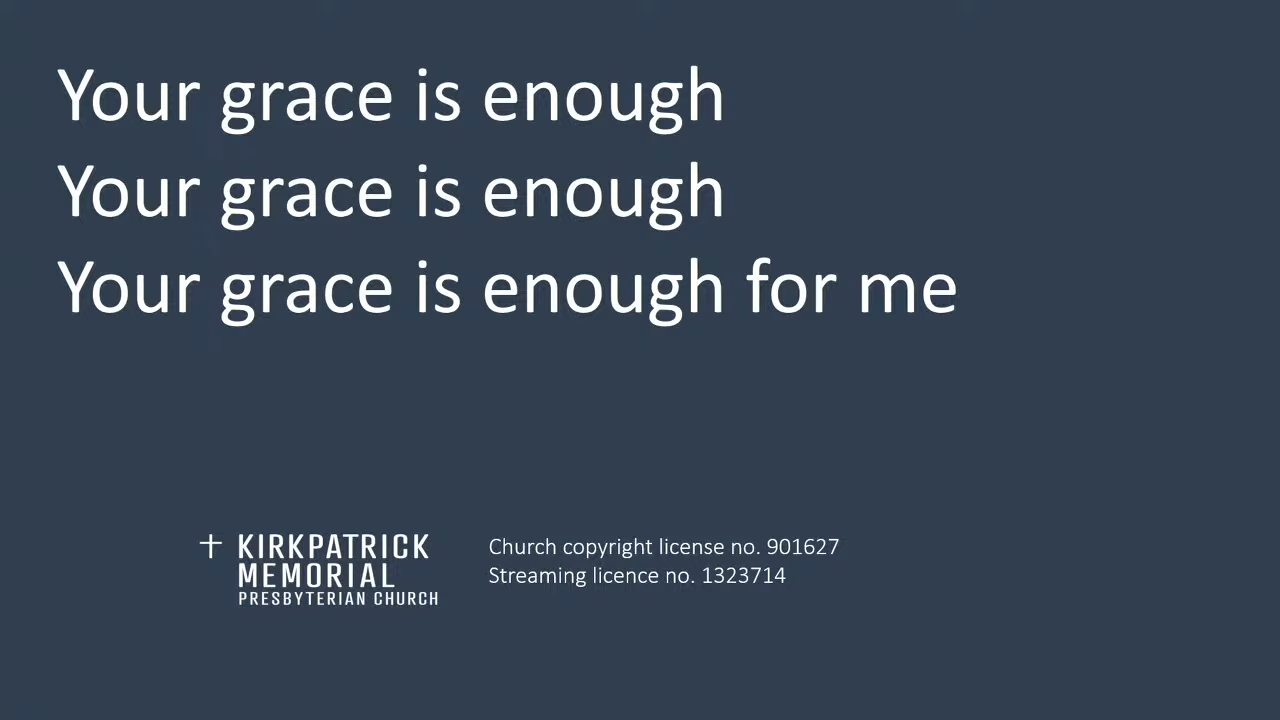 Your grace is enough
Your grace is enough
Your grace is enough for me
KIRKPATRICK
MEMORIAL
PRESBYTERIAN CHURCH
Church copyright license no. 901627
Streaming licence no. 1323714